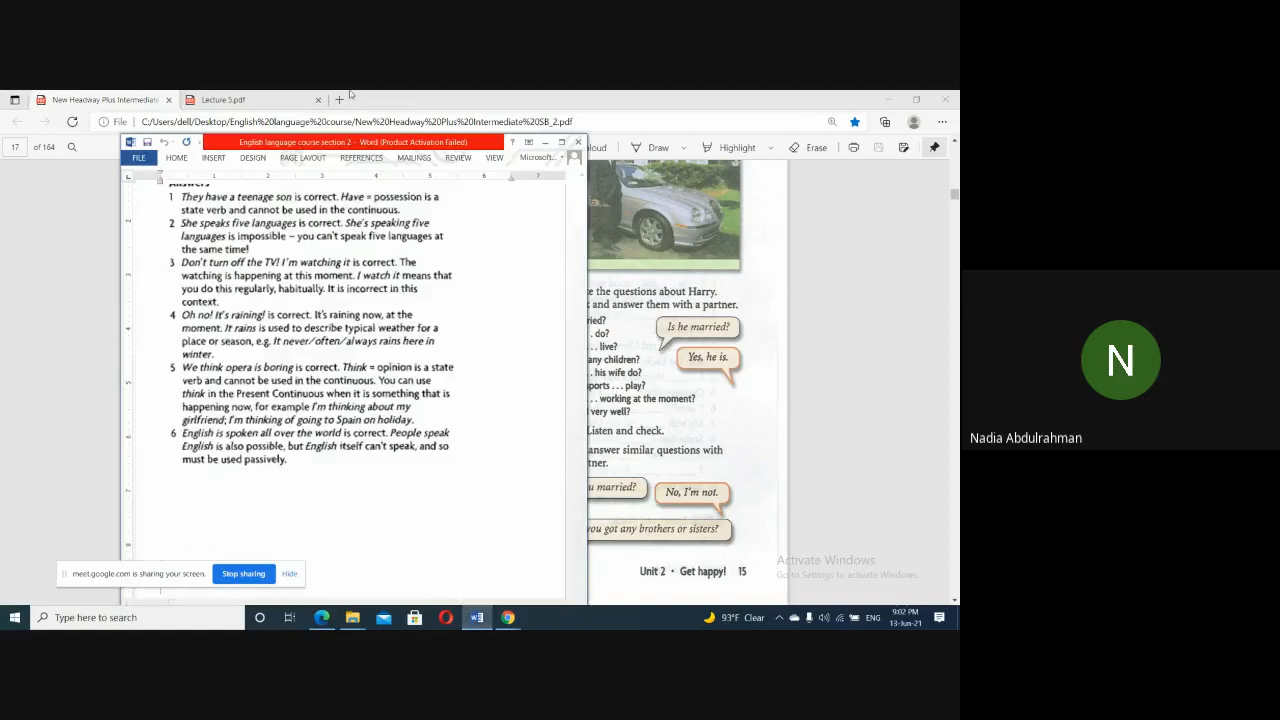 New Headway Plus Intermediat
Lecture 5.pdf
File
C:/Users/dell/Desktop/English%20language%20course/New%20Headway%20Plus%20Intermediate%20SB_2.pdf
17 of 164
Draw
Highlight
Erase
English language course section 2 - Word (Product Activation Failed)
FILE HOME INSERT DESIGN PAGE LAYOUT REFERENCES MAILINGS REVIEW VIEW Microsoft...
Answers
1 They have a teenage son is correct. Have = possession is a
state verb and cannot be used in the continuous.
2 She speaks five languages is correct. She's speaking five
languages is impossible – you can't speak five languages at
the same time!
3 Don't turn off the TV! I'm watching it is correct. The
watching is happening at this moment. I watch it means that
you do this regularly, habitually. It is incorrect in this
context.
4 Oh no! It's raining! is correct. It's raining now, at the
moment. It rains is used to describe typical weather for a
place or season, e.g. It never/often/always rains here in
winter.
5 We think opera is boring is correct. Think = opinion is a state
verb and cannot be used in the continuous. You can use
think in the Present Continuous when it is something that is
happening now, for example I'm thinking about my
girlfriend; I'm thinking of going to Spain on holiday.
6 English is spoken all over the world is correct. People speak
English is also possible, but English itself can't speak, and so
must be used passively.
te the questions about Harry.
and answer them with a partner.
ried?
. do?
. . . live?
any children?
. . . his wife do?
sports . . . play?
. . . working at the moment?
very well?
Is he married?
Yes, he is.
Listen and check.
answer similar questions with
tner.
u married?
No, I'm not.
you got any brothers or sisters?
Unit 2 • Get happy! 15
Activate Windows
Go to Settings to activate Windows.
meet.google.com is sharing your screen.
Stop sharing
Hide
Type here to search
93°F Clear
ENG
9:02 PM
13-Jun-21
N
Nadia Abdulrahman